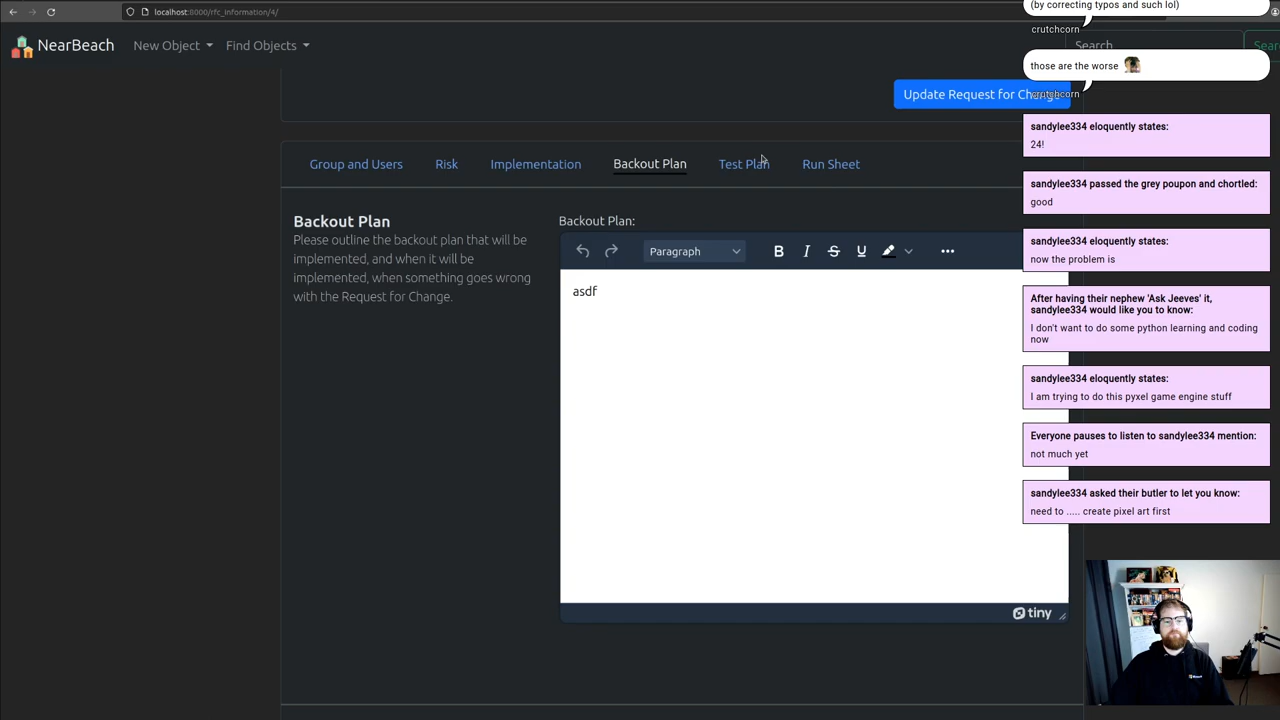 localhost:8000/rfc_information/4/
NearBeach
New Object
Find Objects
Search
Sear
Update Request for Change
Group and Users
Risk
Implementation
Backout Plan
Test Plan
Run Sheet
Backout Plan
Please outline the backout plan that will be
implemented, and when it will be
implemented, when something goes wrong
with the Request for Change.
Backout Plan:
Paragraph
B
I
S
U
asdf
tiny
(by correcting typos and such lol)
crutchcorn
those are the worse
crutchcorn
sandylee334 eloquently states:
24!
sandylee334 passed the grey poupon and chortled:
good
sandylee334 eloquently states:
now the problem is
After having their nephew 'Ask Jeeves' it,
sandylee334 would like you to know:
I don't want to do some python learning and coding
now
sandylee334 eloquently states:
I am trying to do this pyxel game engine stuff
Everyone pauses to listen to sandylee334 mention:
not much yet
sandylee334 asked their butler to let you know:
need to ..... create pixel art first